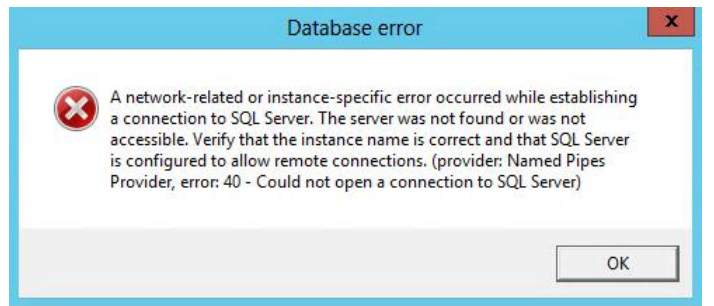 Database error
x
A network-related or instance-specific error occurred while establishing
a connection to SQL Server. The server was not found or was not
accessible. Verify that the instance name is correct and that SQL Server
is configured to allow remote connections. (provider: Named Pipes
Provider, error: 40 - Could not open a connection to SQL Server)
OK